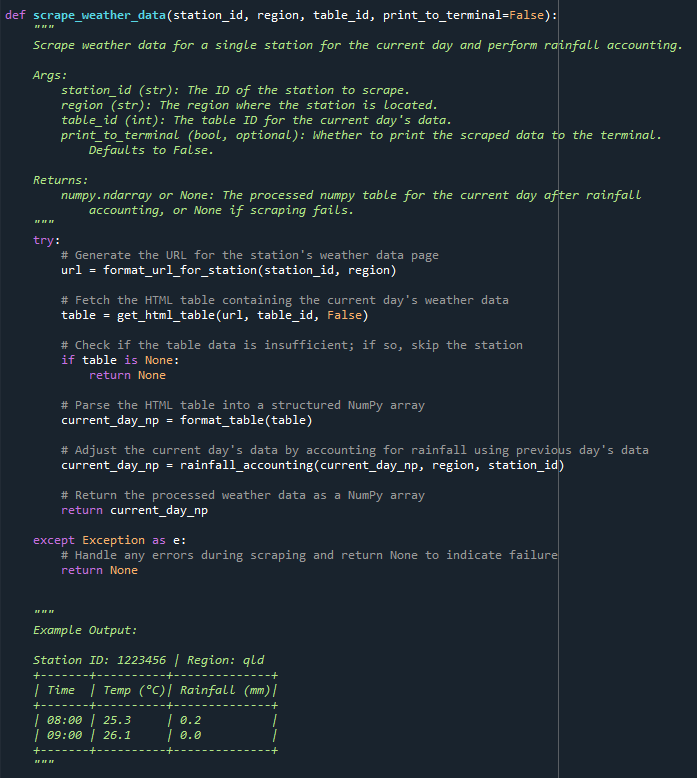 def scrape_weather_data(station_id, region, table_id, print_to_terminal=False):
    """
    Scrape weather data for a single station for the current day and perform rainfall accounting.

    Args:
        station_id (str): The ID of the station to scrape.
        region (str): The region where the station is located.
        table_id (int): The table ID for the current day's data.
        print_to_terminal (bool, optional): Whether to print the scraped data to the terminal.
            Defaults to False.

    Returns:
        numpy.ndarray or None: The processed numpy table for the current day after rainfall
            accounting, or None if scraping fails.
    """
    try:
        # Generate the URL for the station's weather data page
        url = format_url_for_station(station_id, region)

        # Fetch the HTML table containing the current day's weather data
        table = get_html_table(url, table_id, False)

        # Check if the table data is insufficient; if so, skip the station
        if table is None:
            return None

        # Parse the HTML table into a structured NumPy array
        current_day_np = format_table(table)

        # Adjust the current day's data by accounting for rainfall using previous day's data
        current_day_np = rainfall_accounting(current_day_np, region, station_id)

        # Return the processed weather data as a NumPy array
        return current_day_np

    except Exception as e:
        # Handle any errors during scraping and return None to indicate failure
        return None


    """
    Example Output:

    Station ID: 1223456 | Region: qld
    +-------+----------+--------------+
    | Time  | Temp (°C)| Rainfall (mm)|
    +-------+----------+--------------+
    | 08:00 | 25.3     | 0.2          |
    | 09:00 | 26.1     | 0.0          |
    +-------+----------+--------------+
    """